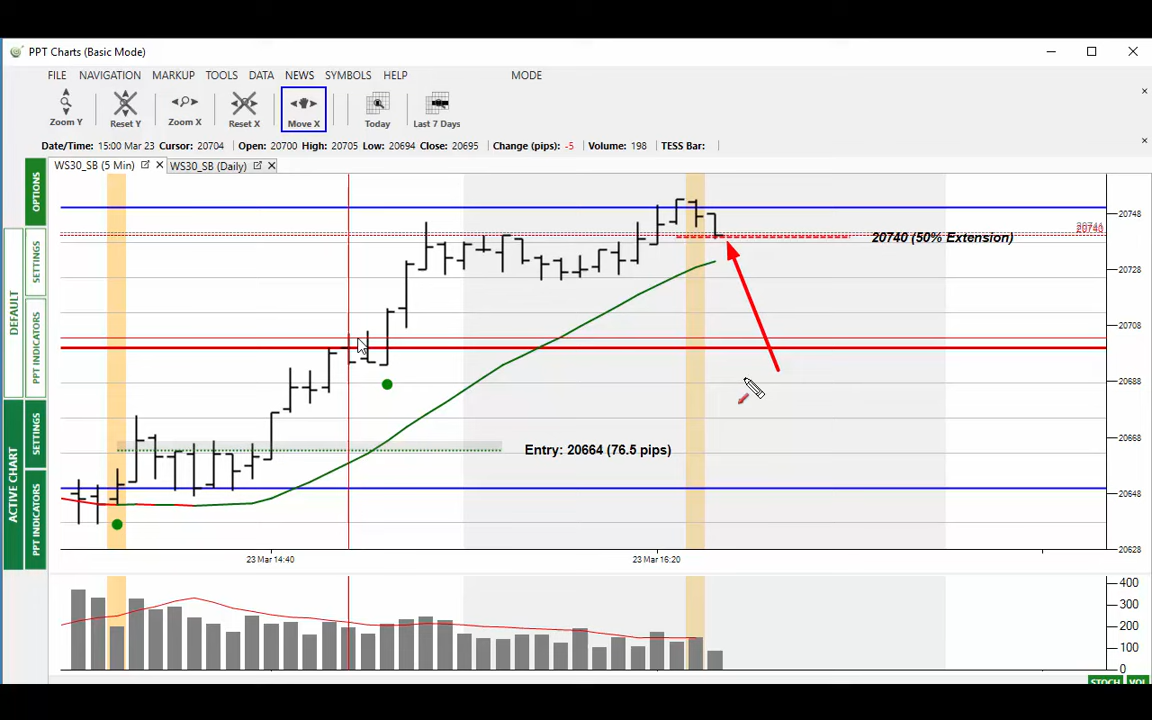 PPT Charts (Basic Mode)
FILE NAVIGATION MARKUP TOOLS DATA NEWS SYMBOLS HELP MODE
Zoom Y Reset Y Zoom X Reset X Move X Today Last 7 Days
Date/Time: 15:00 Mar 23 Cursor: 20704 Open: 20700 High: 20705 Low: 20694 Close: 20695 Change (pips): -5 Volume: 198 TESS Bar:
WS30_SB (5 Min) WS30_SB (Daily)
OPTIONS
DEFAULT
SETTINGS
PPT INDICATORS
ACTIVE CHART
SETTINGS
PPT INDICATORS
20748
20740
20740 (50% Extension)
20728
20708
20688
20668
Entry: 20664 (76.5 pips)
20648
20628
23 Mar 14:40 23 Mar 16:20
400
300
200
100
0
STOCH VOL